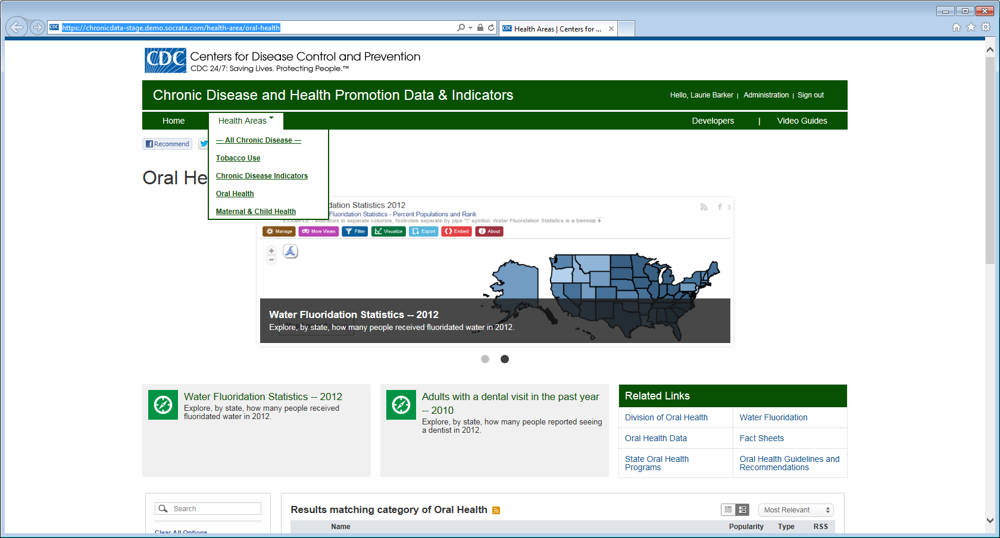 https://chronicdata-stage.demo.socrata.com/health-area/oral-health
CDC Health Areas | Centers for ...
CDC Centers for Disease Control and Prevention
CDC 24/7: Saving Lives. Protecting People.™
Chronic Disease and Health Promotion Data & Indicators
Hello, Laurie Barker | Administration | Sign out
Home Health Areas Developers | Video Guides
Recommend
— All Chronic Disease —
Tobacco Use
Chronic Disease Indicators
Oral Health
Maternal & Child Health
Oral He
dation Statistics 2012
Fluoridation Statistics - Percent Populations and Rank
EXAMPLE - indicators in separate columns, footnotes separate by pipe "|" symbol. Water Fluoridation Statistics is a biennial
Manage More Views Filter Visualize Export Embed About
Water Fluoridation Statistics -- 2012
Explore, by state, how many people received fluoridated water in 2012.
Water Fluoridation Statistics -- 2012
Explore, by state, how many people received
fluoridated water in 2012.
Adults with a dental visit in the past year
-- 2010
Explore, by state, how many people reported seeing
a dentist in 2012.
Related Links
Division of Oral Health
Water Fluoridation
Oral Health Data
Fact Sheets
State Oral Health
Programs
Oral Health Guidelines and
Recommendations
Search
Clear All Options
Results matching category of Oral Health
Most Relevant
Name Popularity Type RSS